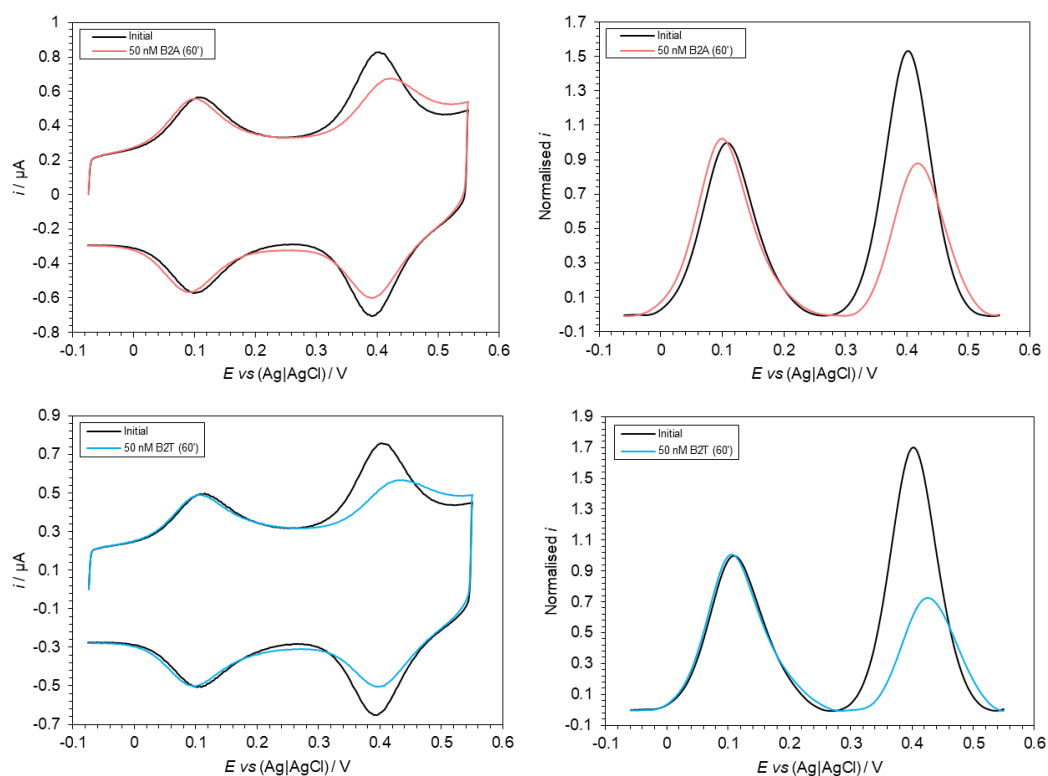 1
0.8
0.6
0.4
0.2
0
-0.2
-0.4
-0.6
-0.8
i / µA
Initial
50 nM B2A (60')
-0.1 0 0.1 0.2 0.3 0.4 0.5 0.6
E vs (Ag|AgCl) / V
1.7
1.5
1.3
1.1
0.9
0.7
0.5
0.3
0.1
-0.1
Normalised i
Initial
50 nM B2A (60')
-0.1 0 0.1 0.2 0.3 0.4 0.5 0.6
E vs (Ag|AgCl) / V
0.9
0.7
0.5
0.3
0.1
-0.1
-0.3
-0.5
-0.7
i / µA
Initial
50 nM B2T (60')
-0.1 0 0.1 0.2 0.3 0.4 0.5 0.6
E vs (Ag|AgCl) / V
1.9
1.7
1.5
1.3
1.1
0.9
0.7
0.5
0.3
0.1
-0.1
Normalised i
Initial
50 nM B2T (60')
-0.1 0 0.1 0.2 0.3 0.4 0.5 0.6
E vs (Ag|AgCl) / V